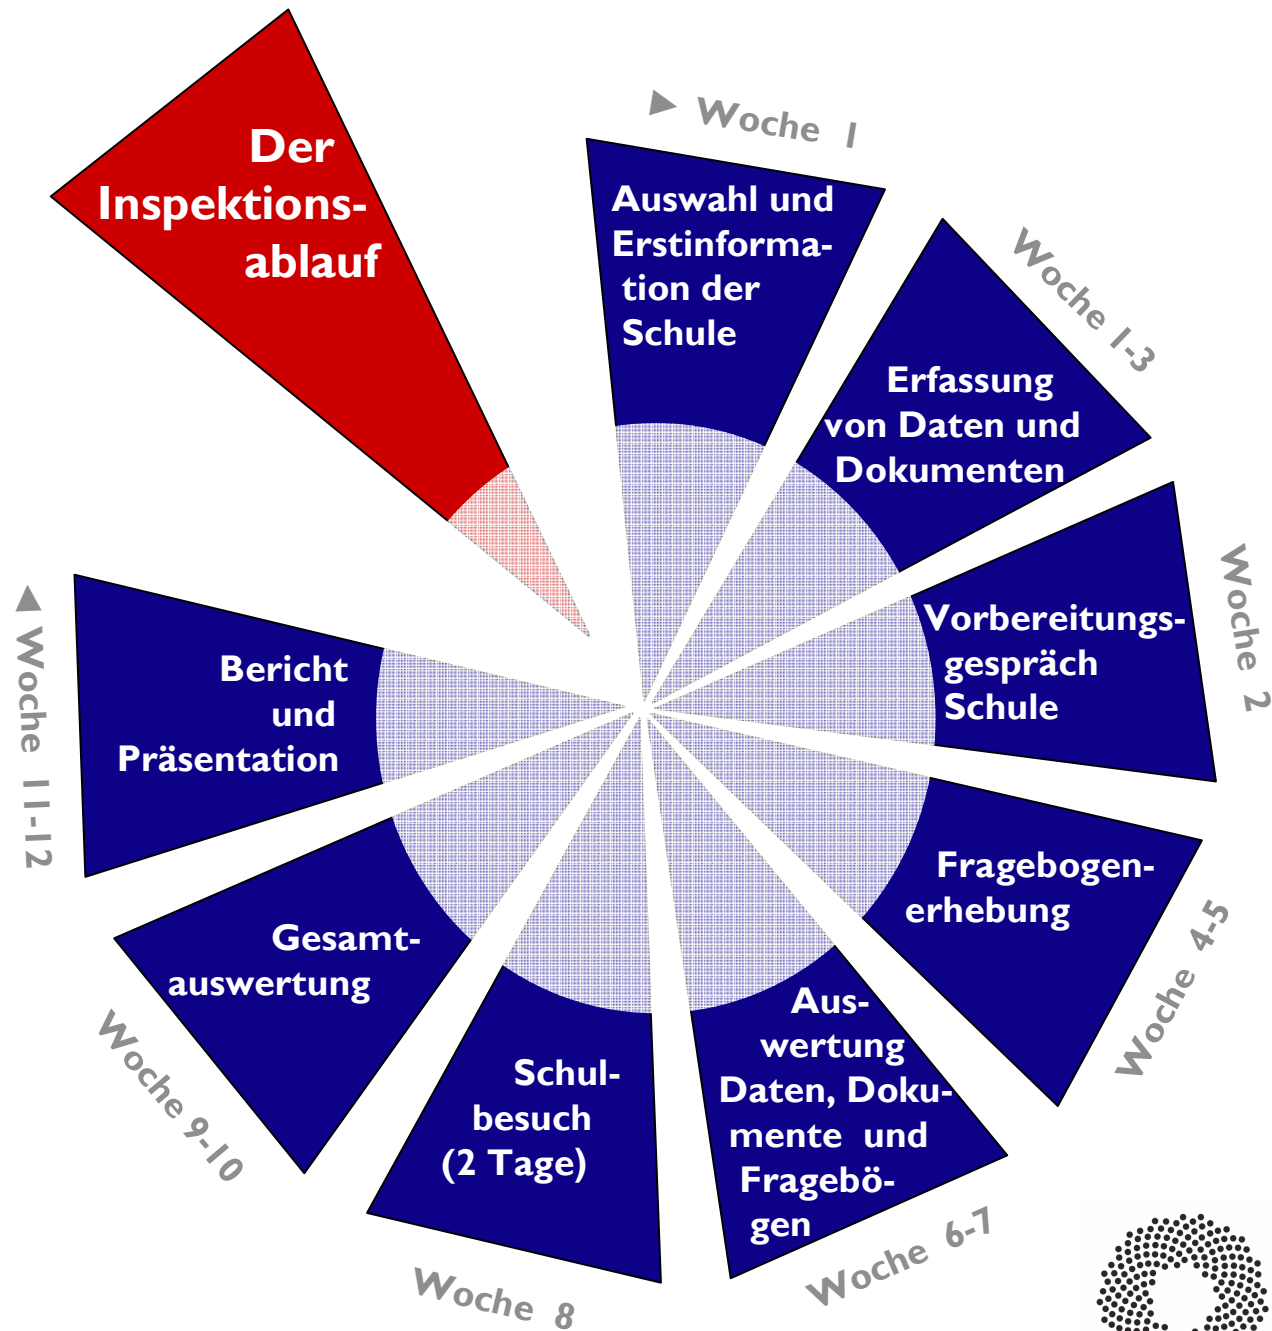 Der
Inspektions-
ablauf
▶ Woche 1
Auswahl und
Erstinforma-
tion der
Schule
Woche 1-3
Erfassung
von Daten und
Dokumenten
Woche 2
Vorbereitungs-
gespräch
Schule
Woche 4-5
Fragebogen-
erhebung
Woche 6-7
Aus-
wertung
Daten, Doku-
mente und
Fragebö-
gen
Woche 8
Schul-
besuch
(2 Tage)
Woche 9-10
Gesamt-
auswertung
◀ Woche 11-12
Bericht
und
Präsentation